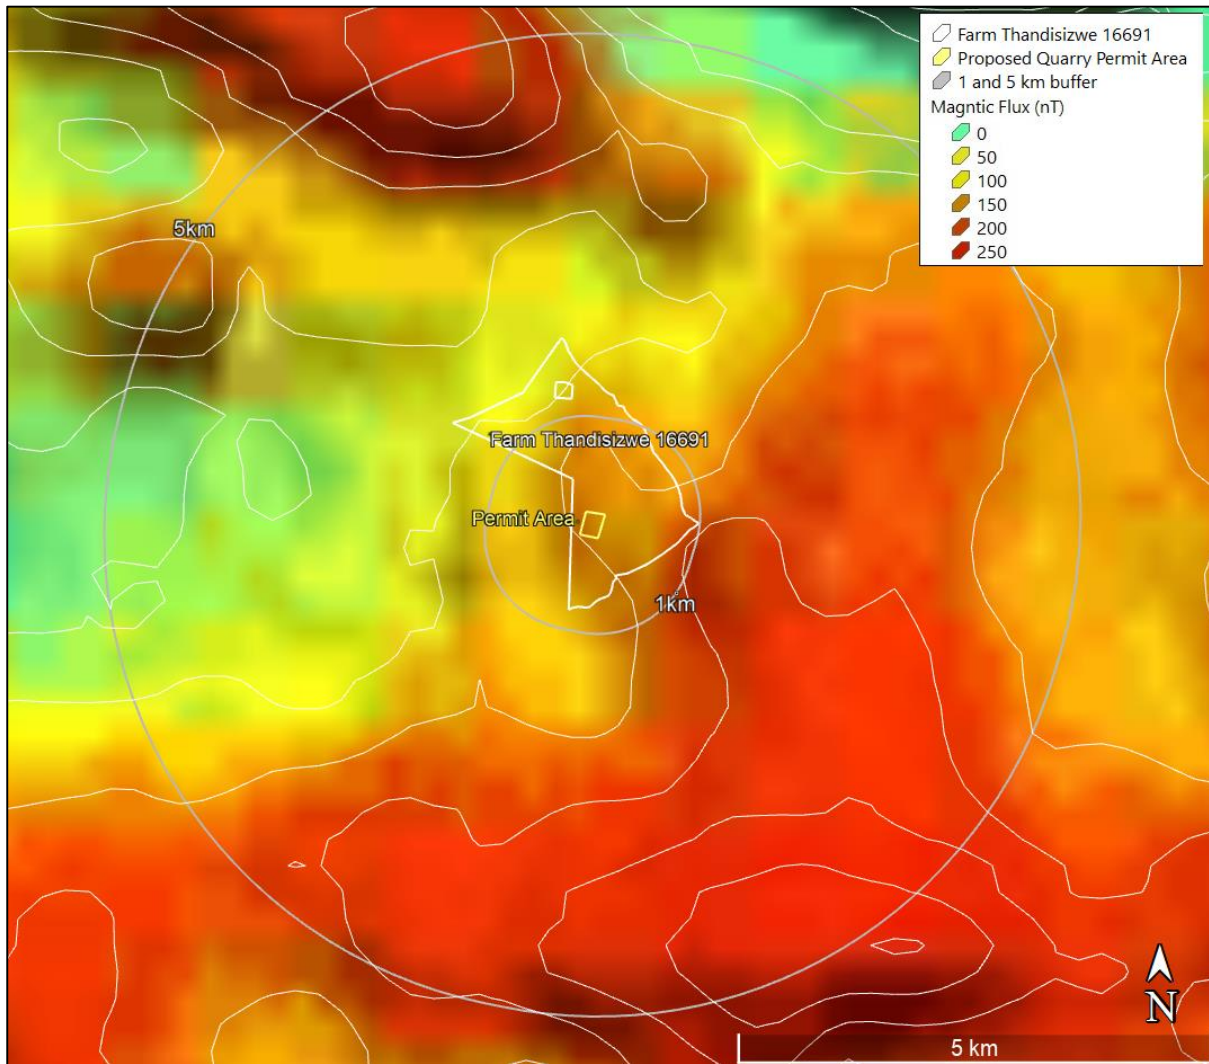 Farm Thandisizwe 16691
Proposed Quarry Permit Area
1 and 5 km buffer
Magntic Flux (nT)
0
50
100
150
200
250
5km
Farm Thandisizwe 16691
Permit Area
1km
N
5 km